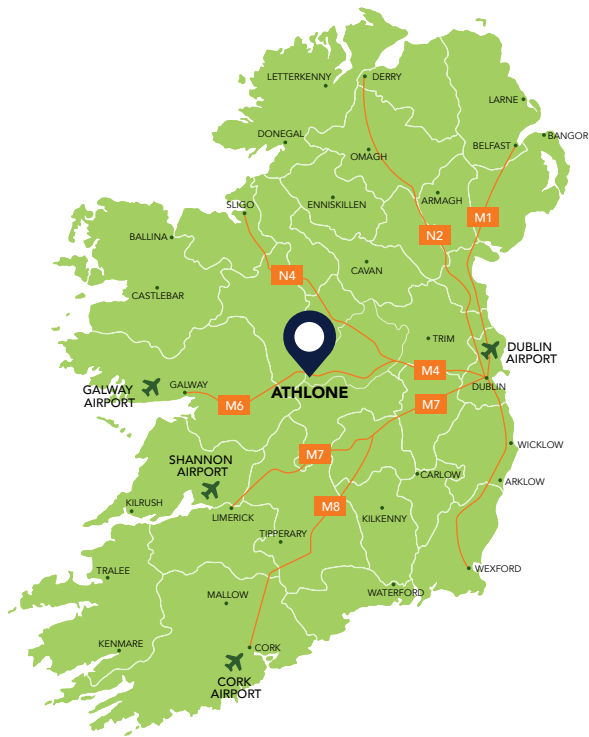 LETTERKENNY
DERRY
LARNE
BANGOR
DONEGAL
BELFAST
OMAGH
SLIGO
ENNISKILLEN
ARMAGH
M1
BALLINA
N2
N4
CAVAN
CASTLEBAR
TRIM
DUBLIN
AIRPORT
M4
GALWAY
AIRPORT
GALWAY
ATHLONE
DUBLIN
M6
M7
WICKLOW
M7
SHANNON
AIRPORT
CARLOW
ARKLOW
KILRUSH
M8
LIMERICK
KILKENNY
TIPPERARY
TRALEE
WEXFORD
MALLOW
WATERFORD
KENMARE
CORK
CORK
AIRPORT